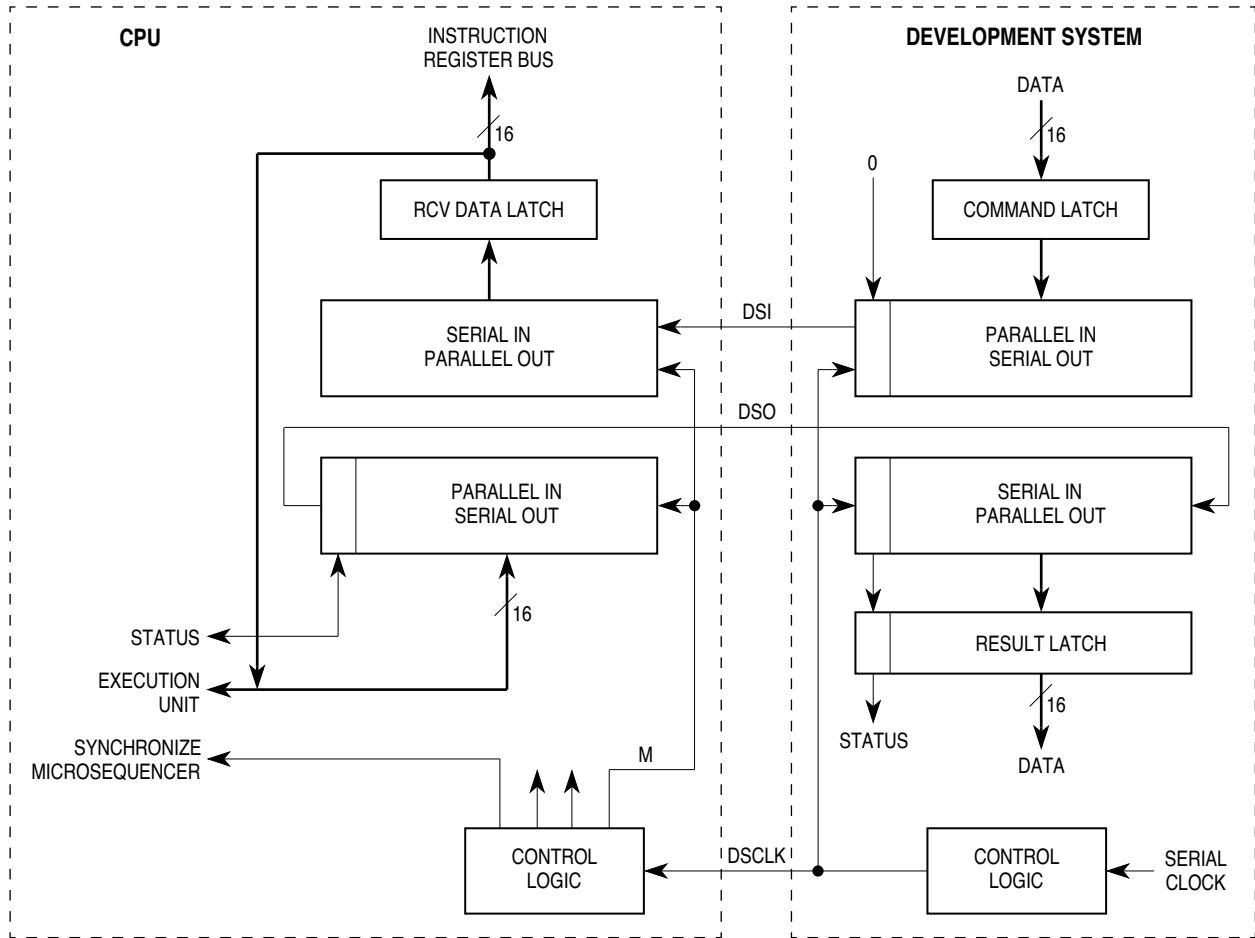 CPU
INSTRUCTION
REGISTER BUS
16
RCV DATA LATCH
SERIAL IN
PARALLEL OUT
PARALLEL IN
SERIAL OUT
16
STATUS
EXECUTION
UNIT
SYNCHRONIZE
MICROSEQUENCER
M
CONTROL
LOGIC
DSI
DSO
DSCLK
DEVELOPMENT SYSTEM
DATA
16
0
COMMAND LATCH
PARALLEL IN
SERIAL OUT
SERIAL IN
PARALLEL OUT
RESULT LATCH
16
STATUS
DATA
CONTROL
LOGIC
SERIAL
CLOCK